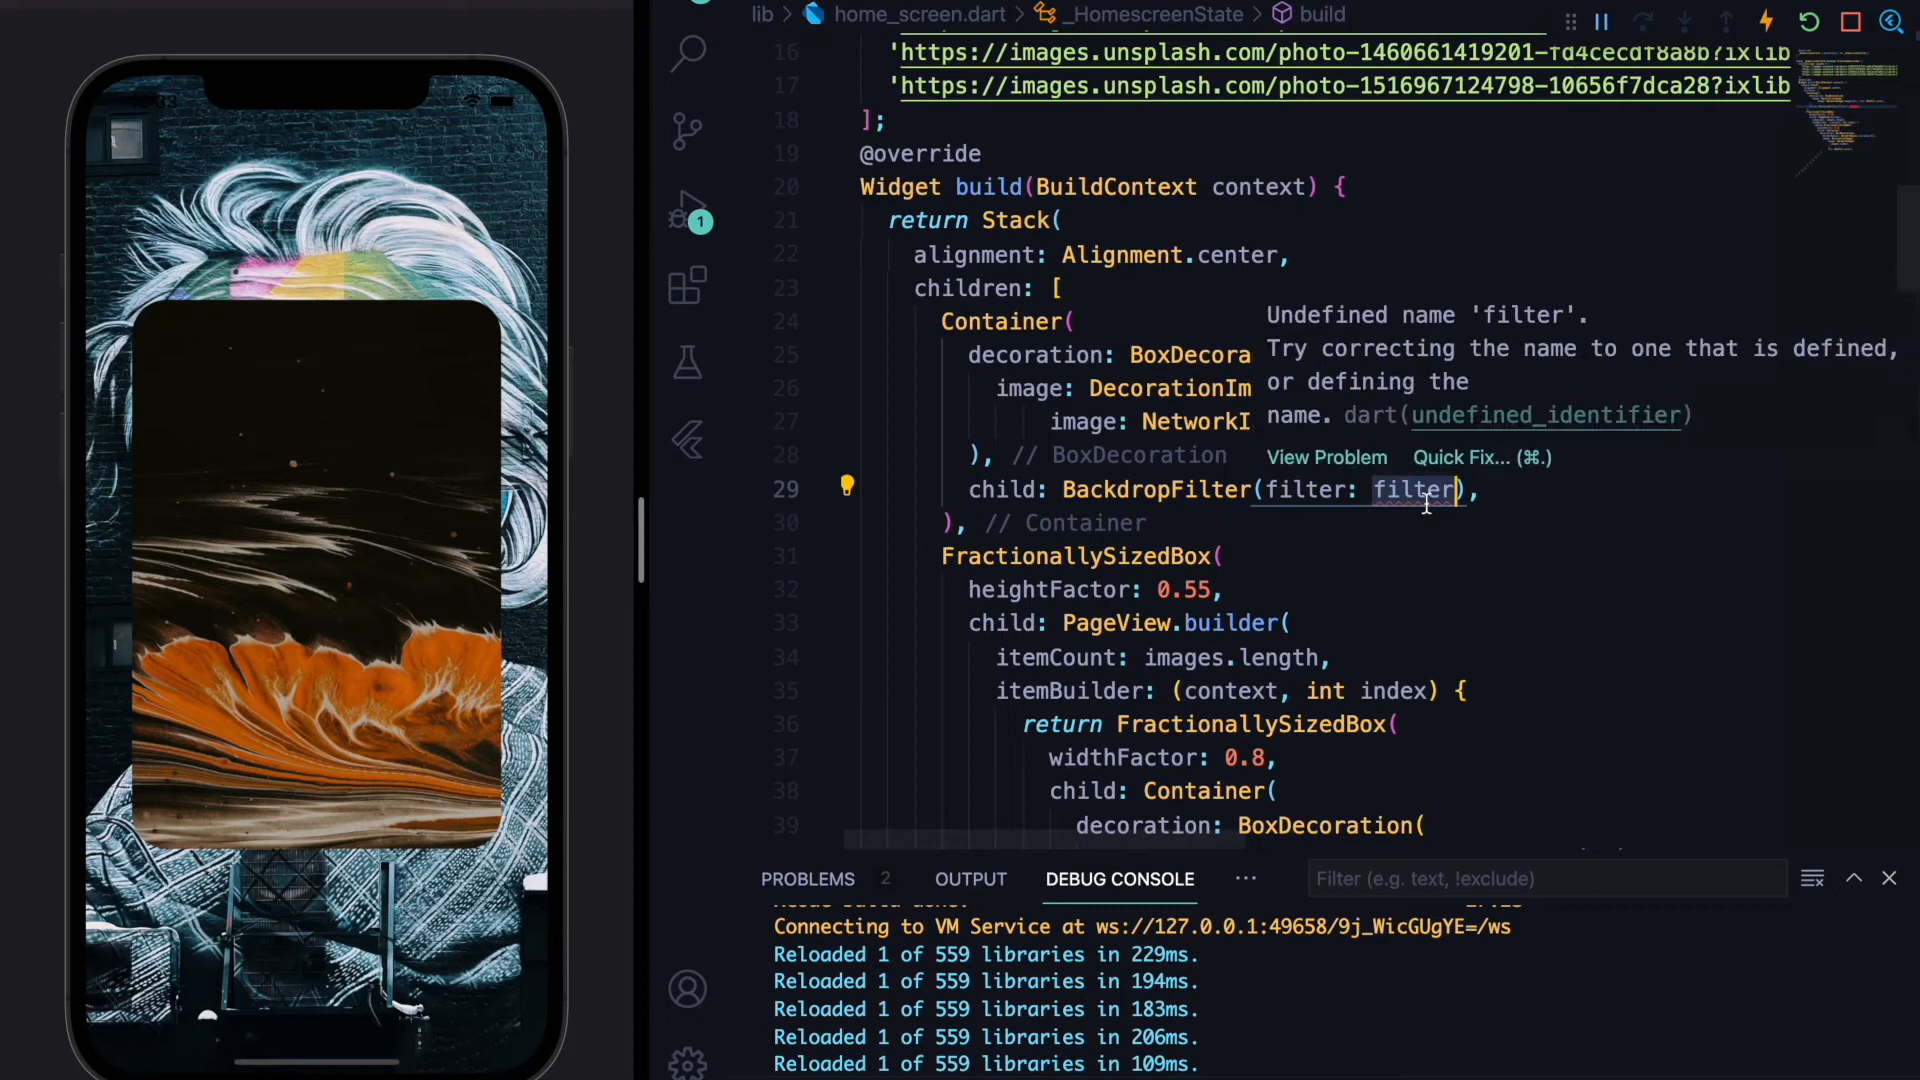 lib > home_screen.dart > _HomescreenState > build
16 'https://images.unsplash.com/photo-1460661419201-fd4cecdf8a8b?ixlib
17 'https://images.unsplash.com/photo-1516967124798-10656f7dca28?ixlib
18 ];
19 @override
20 Widget build(BuildContext context) {
21 return Stack(
22 alignment: Alignment.center,
23 children: [
24 Container(
25 decoration: BoxDecora
26 image: DecorationIm
27 image: NetworkI
28 ), // BoxDecoration
29 child: BackdropFilter(filter: filter),
30 ), // Container
31 FractionallySizedBox(
32 heightFactor: 0.55,
33 child: PageView.builder(
34 itemCount: images.length,
35 itemBuilder: (context, int index) {
36 return FractionallySizedBox(
37 widthFactor: 0.8,
38 child: Container(
39 decoration: BoxDecoration(
Undefined name 'filter'.
Try correcting the name to one that is defined,
or defining the
name. dart(undefined_identifier)
View Problem Quick Fix... (⌘.)
1
PROBLEMS 2 OUTPUT DEBUG CONSOLE ··· Filter (e.g. text, !exclude)
Connecting to VM Service at ws://127.0.0.1:49658/9j_WicGUgYE=/ws
Reloaded 1 of 559 libraries in 229ms.
Reloaded 1 of 559 libraries in 194ms.
Reloaded 1 of 559 libraries in 183ms.
Reloaded 1 of 559 libraries in 206ms.
Reloaded 1 of 559 libraries in 109ms.